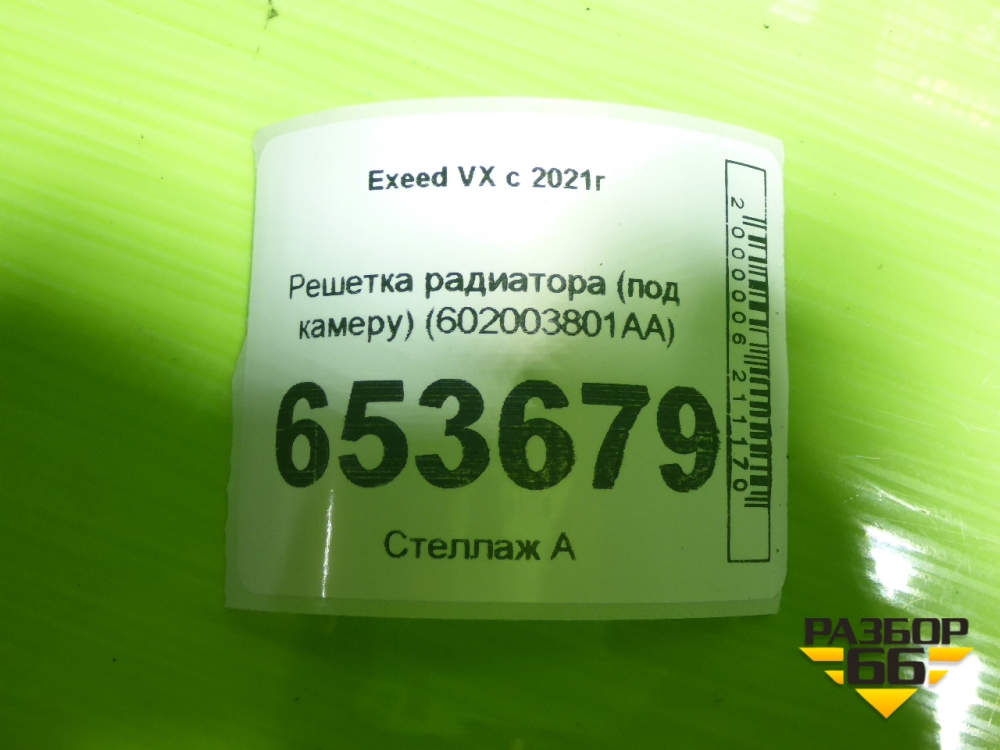 Exeed VX с 2021г
Решетка радиатора (под
камеру) (602003801AA)
653679
Стеллаж А
2000006211170
РАЗБОР
66